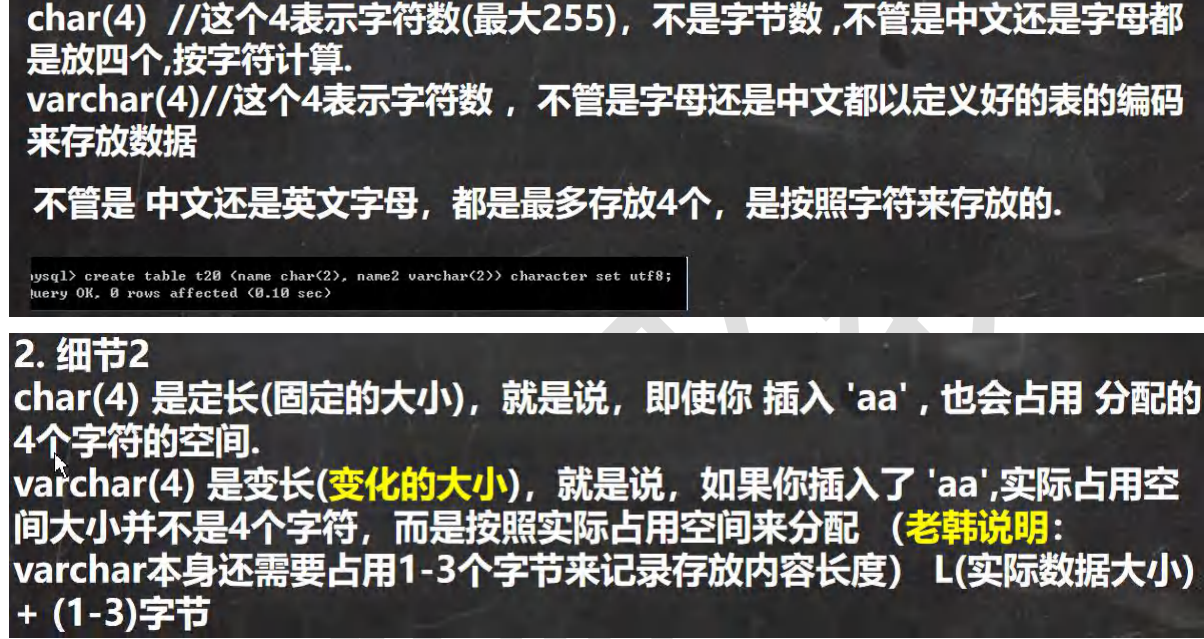 char(4)  //这个4表示字符数(最大255)，不是字节数 ,不管是中文还是字母都
是放四个,按字符计算.
varchar(4)//这个4表示字符数 ，不管是字母还是中文都以定义好的表的编码
来存放数据
不管是 中文还是英文字母，都是最多存放4个，是按照字符来存放的.
mysql> create table t20 (name char(2), name2 varchar(2)) character set utf8;
Query OK, 0 rows affected (0.10 sec)
2. 细节2
char(4) 是定长(固定的大小)，就是说，即使你 插入 'aa' , 也会占用 分配的
4个字符的空间.
varchar(4) 是变长(变化的大小)，就是说，如果你插入了 'aa',实际占用空
间大小并不是4个字符，而是按照实际占用空间来分配 （老韩说明：
varchar本身还需要占用1-3个字节来记录存放内容长度） L(实际数据大小)
+ (1-3)字节